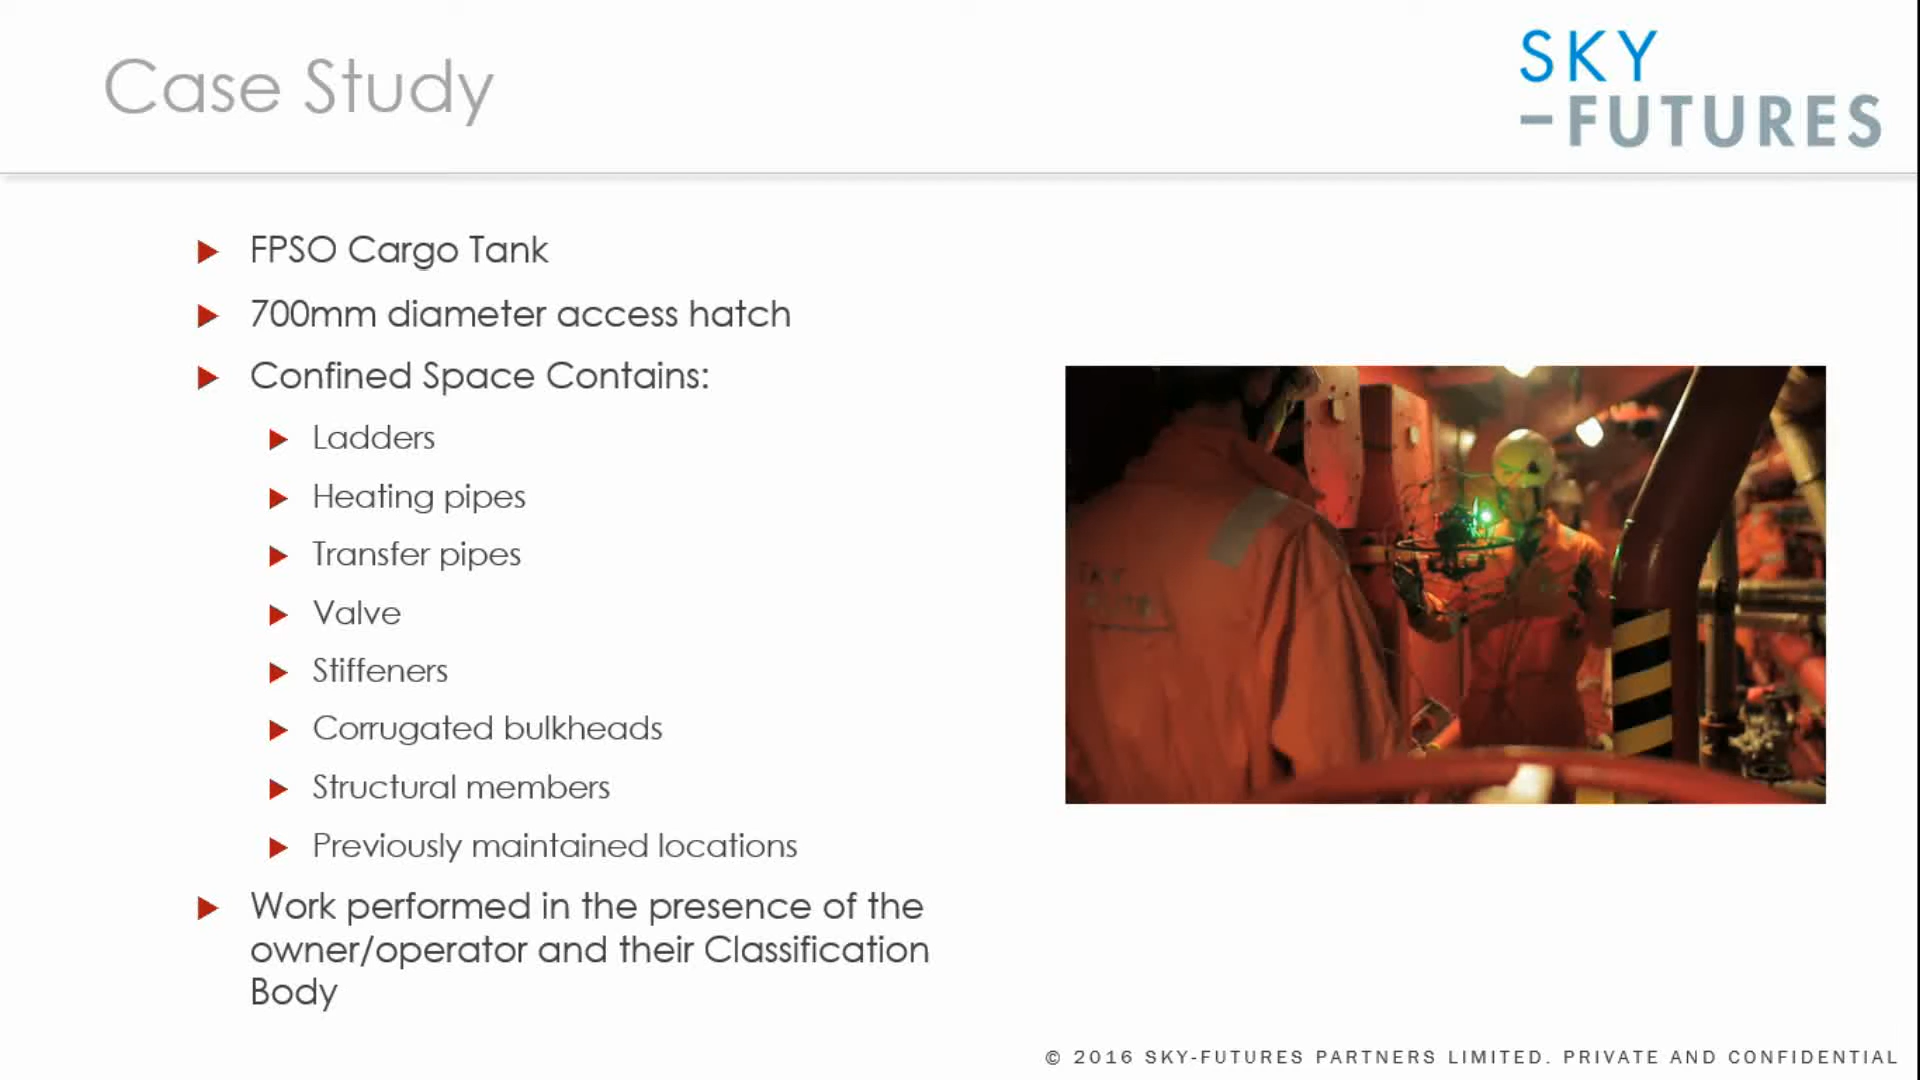 Case Study
SKY
-FUTURES
FPSO Cargo Tank
700mm diameter access hatch
Confined Space Contains:
Ladders
Heating pipes
Transfer pipes
Valve
Stiffeners
Corrugated bulkheads
Structural members
Previously maintained locations
Work performed in the presence of the
owner/operator and their Classification
Body
© 2016 SKY-FUTURES PARTNERS LIMITED. PRIVATE AND CONFIDENTIAL